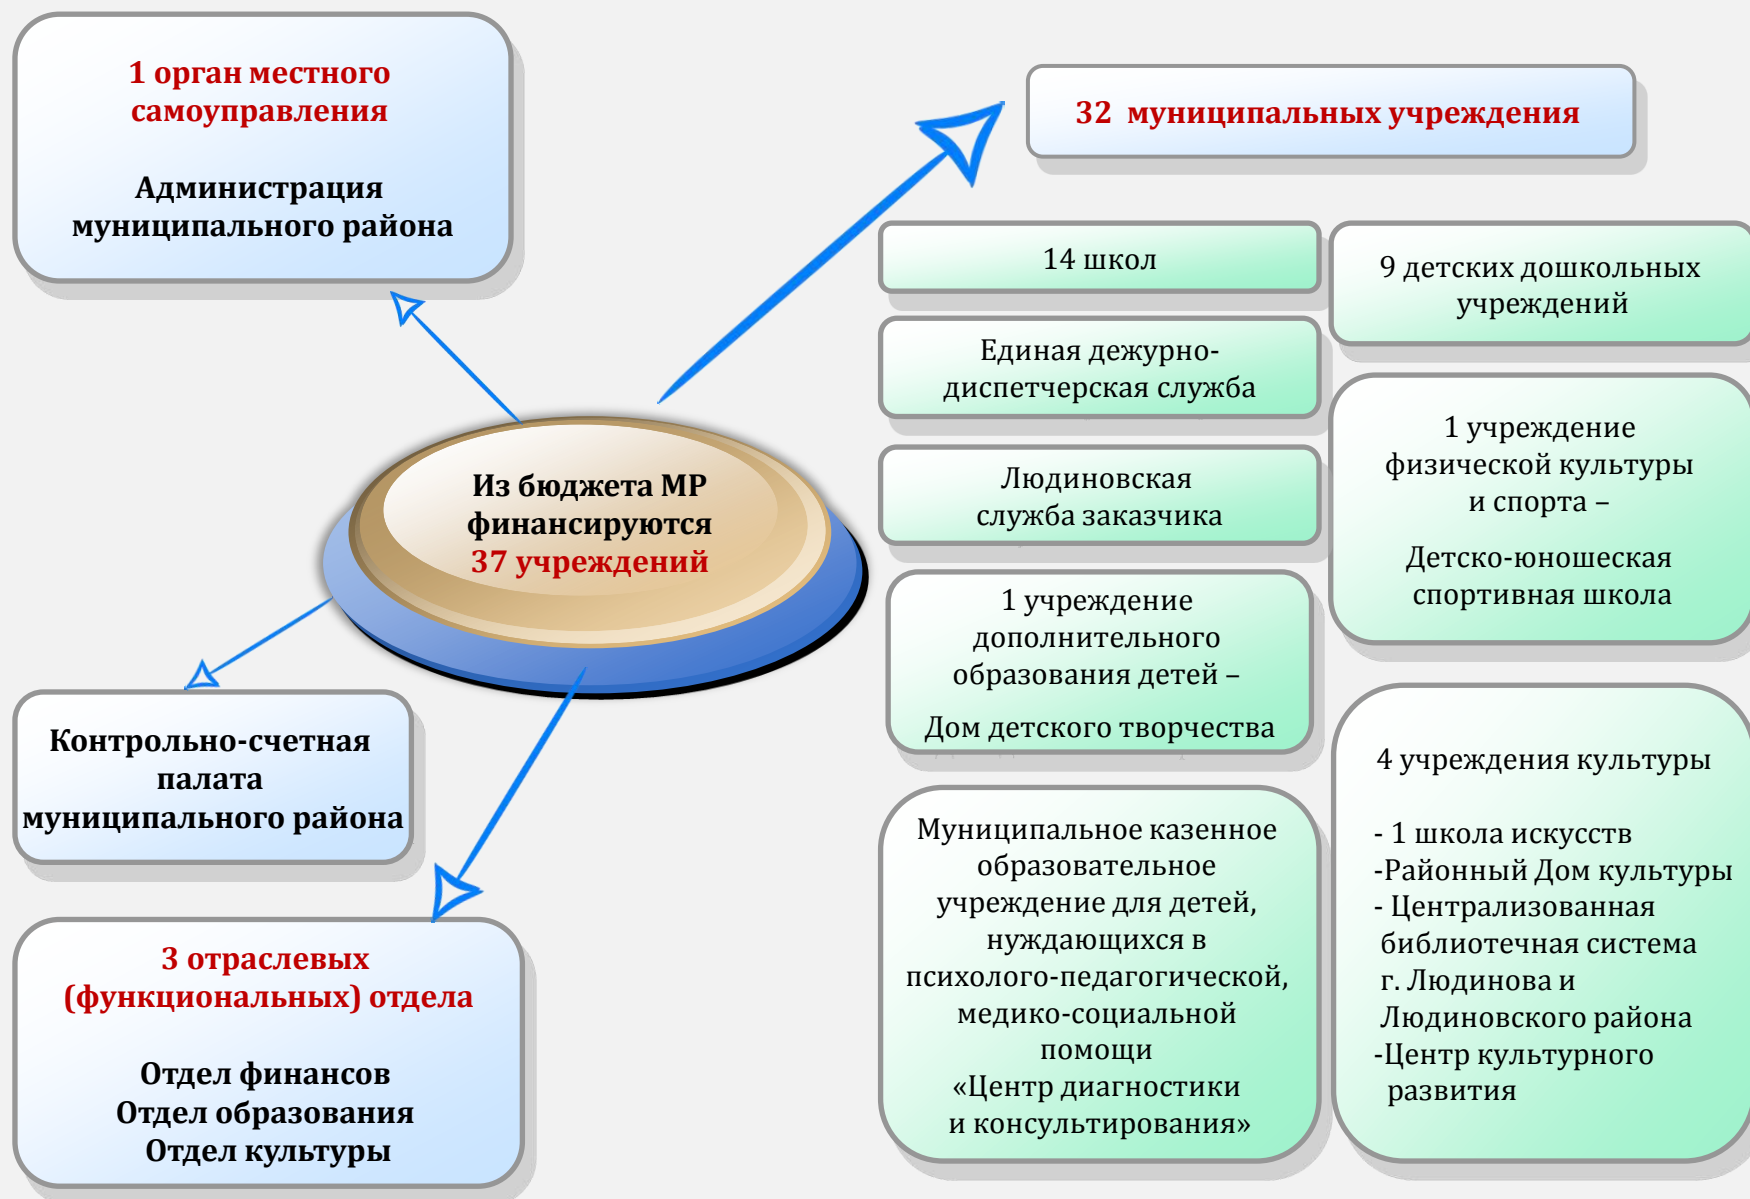 1 орган местного
самоуправления
Администрация
муниципального района
32 муниципальных учреждения
Из бюджета МР
финансируются
37 учреждений
Контрольно-счетная
палата
муниципального района
3 отраслевых
(функциональных) отдела
Отдел финансов
Отдел образования
Отдел культуры
14 школ
Единая дежурно-
диспетчерская служба
Людиновская
служба заказчика
1 учреждение
дополнительного
образования детей –
Дом детского творчества
Муниципальное казенное
образовательное
учреждение для детей,
нуждающихся в
психолого-педагогической,
медико-социальной
помощи
«Центр диагностики
и консультирования»
9 детских дошкольных
учреждений
1 учреждение
физической культуры
и спорта –
Детско-юношеская
спортивная школа
4 учреждения культуры
- 1 школа искусств
-Районный Дом культуры
- Централизованная
библиотечная система
г. Людинова и
Людиновского района
-Центр культурного
развития